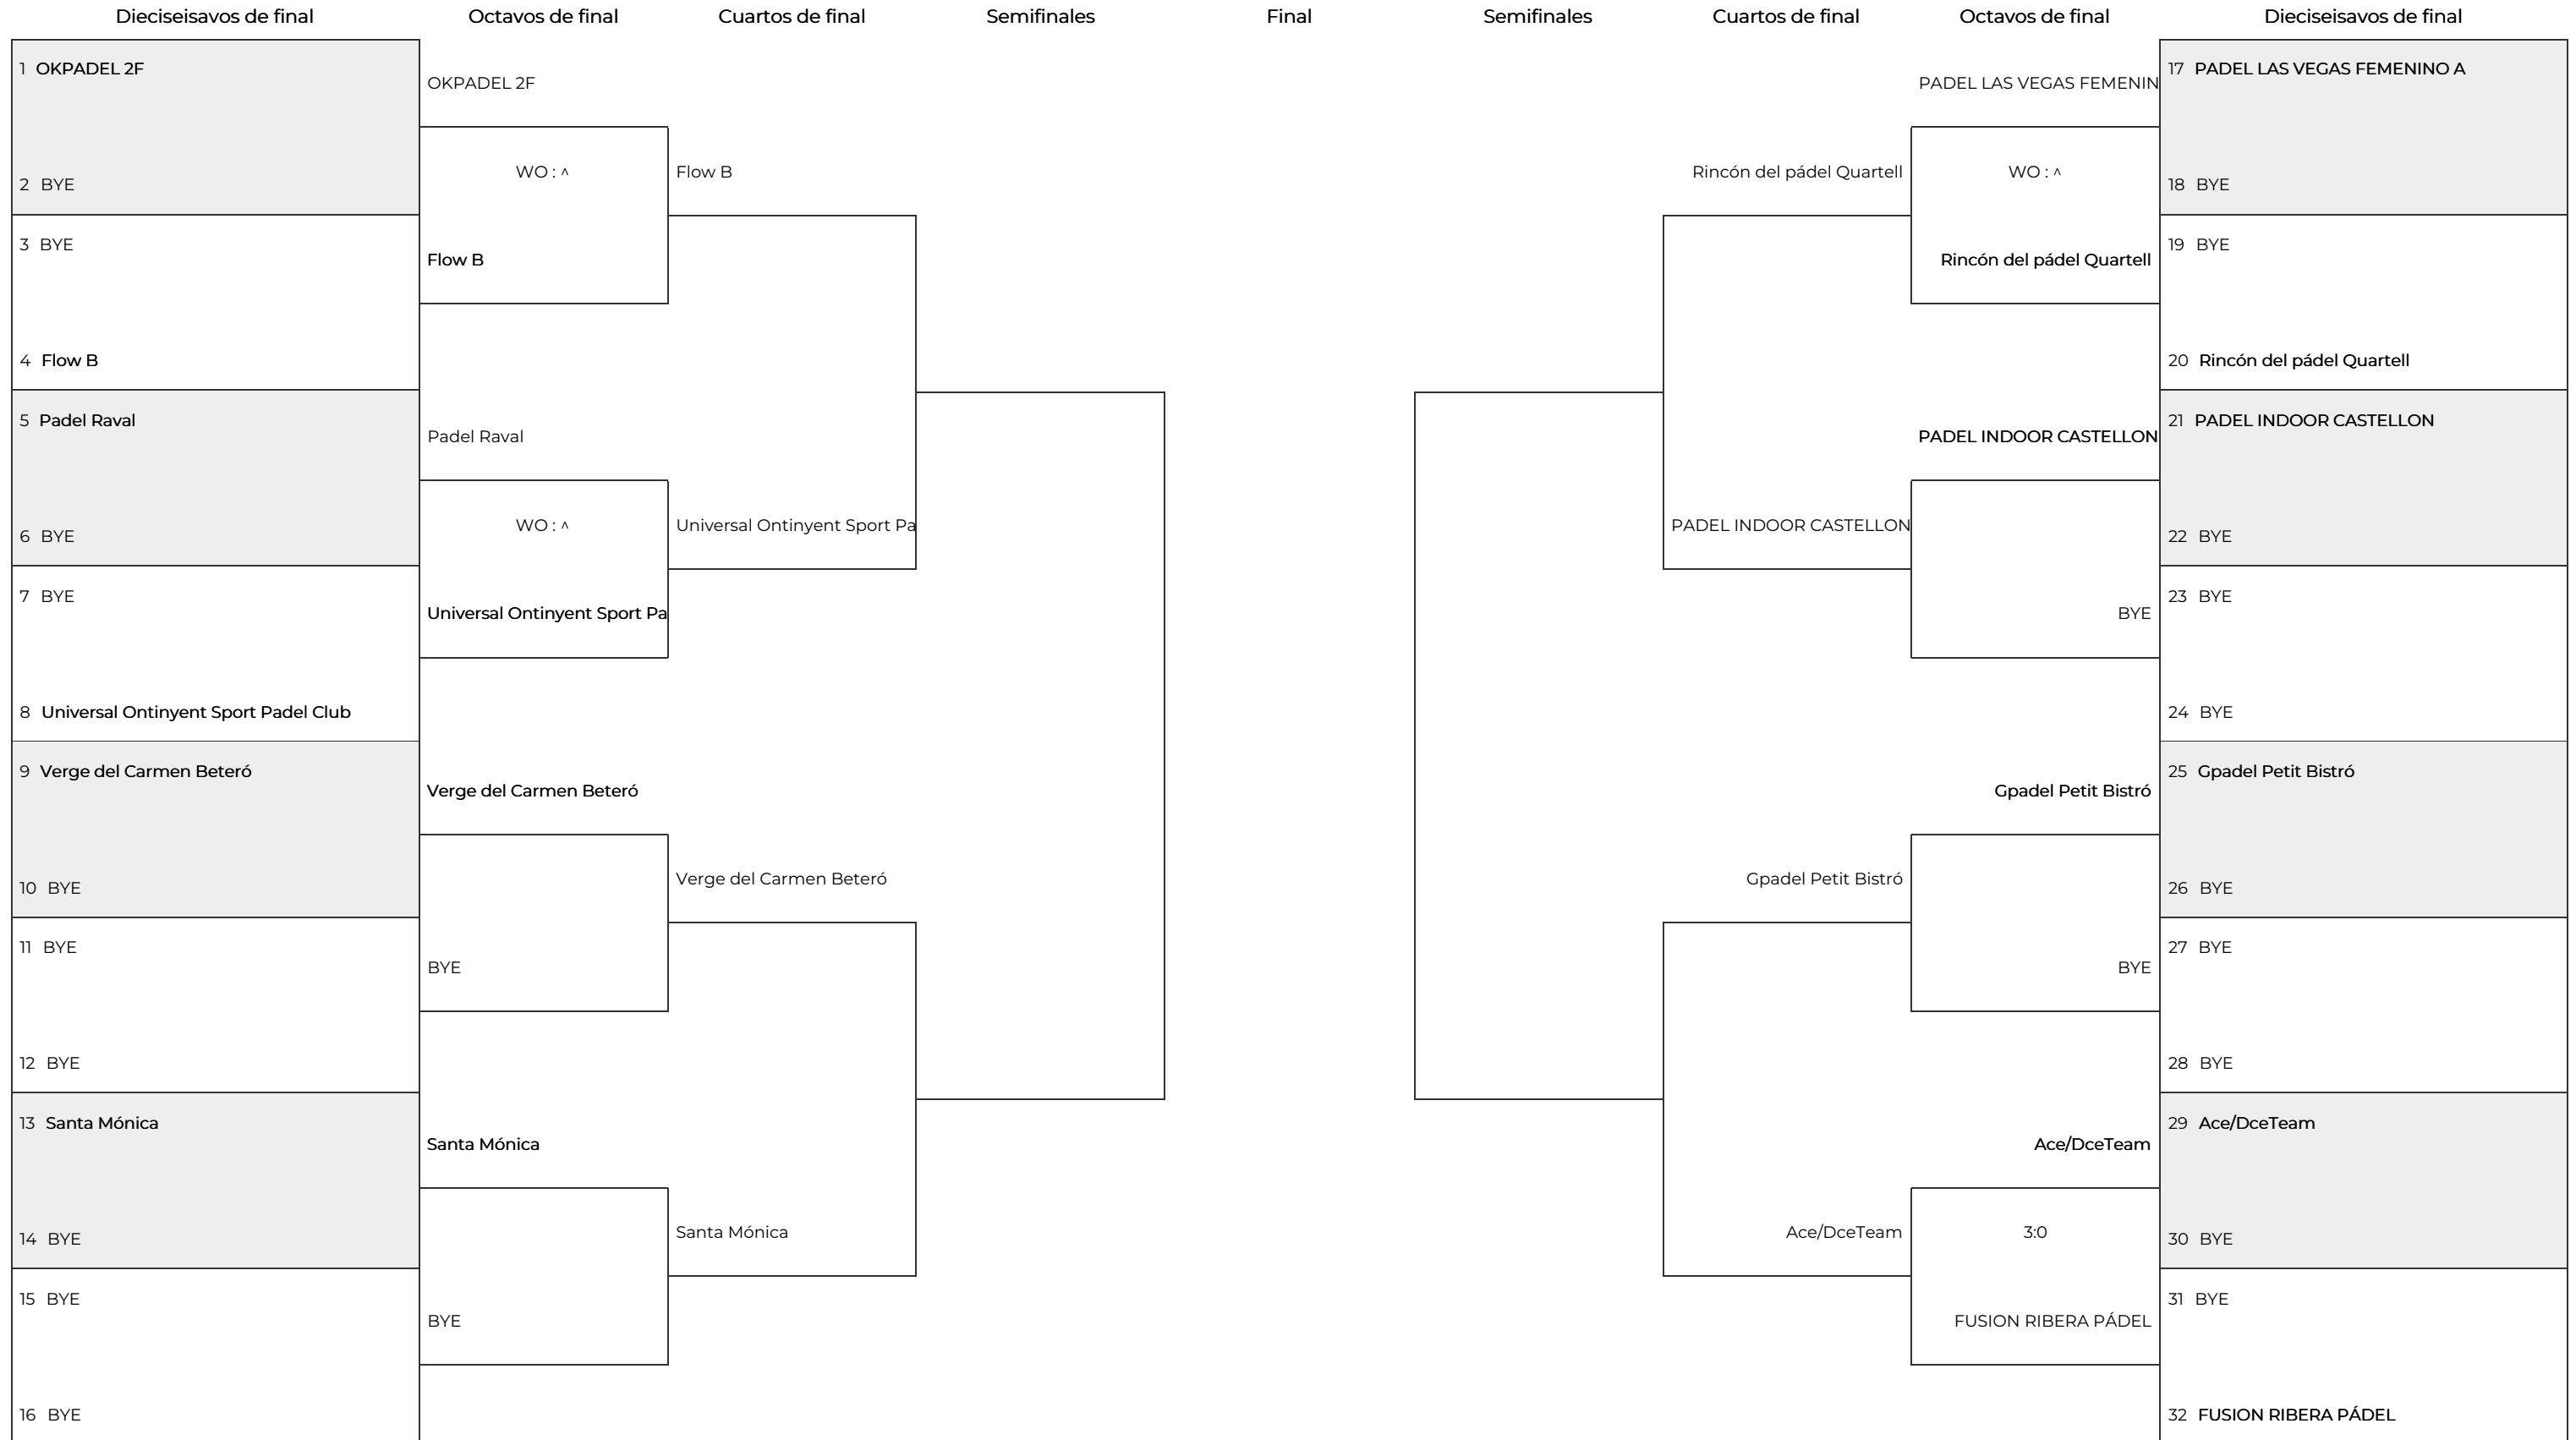 Dieciseisavos de final
Octavos de final
Cuartos de final
Semifinales
Final
Semifinales
Cuartos de final
Octavos de final
Dieciseisavos de final
1 OKPADEL 2F
2 BYE
3 BYE
4 Flow B
5 Padel Raval
6 BYE
7 BYE
8 Universal Ontinyent Sport Padel Club
9 Verge del Carmen Beteró
10 BYE
11 BYE
12 BYE
13 Santa Mónica
14 BYE
15 BYE
16 BYE
OKPADEL 2F
WO : ^
Flow B
Padel Raval
WO : ^
Universal Ontinyent Sport Pa
Verge del Carmen Beteró
BYE
Santa Mónica
BYE
Flow B
Universal Ontinyent Sport Pa
Verge del Carmen Beteró
Santa Mónica
Rincón del pádel Quartell
PADEL INDOOR CASTELLON
Gpadel Petit Bistró
Ace/DceTeam
PADEL LAS VEGAS FEMENIN
WO : ^
Rincón del pádel Quartell
PADEL INDOOR CASTELLON
BYE
Gpadel Petit Bistró
BYE
Ace/DceTeam
3:0
FUSION RIBERA PÁDEL
17 PADEL LAS VEGAS FEMENINO A
18 BYE
19 BYE
20 Rincón del pádel Quartell
21 PADEL INDOOR CASTELLON
22 BYE
23 BYE
24 BYE
25 Gpadel Petit Bistró
26 BYE
27 BYE
28 BYE
29 Ace/DceTeam
30 BYE
31 BYE
32 FUSION RIBERA PÁDEL